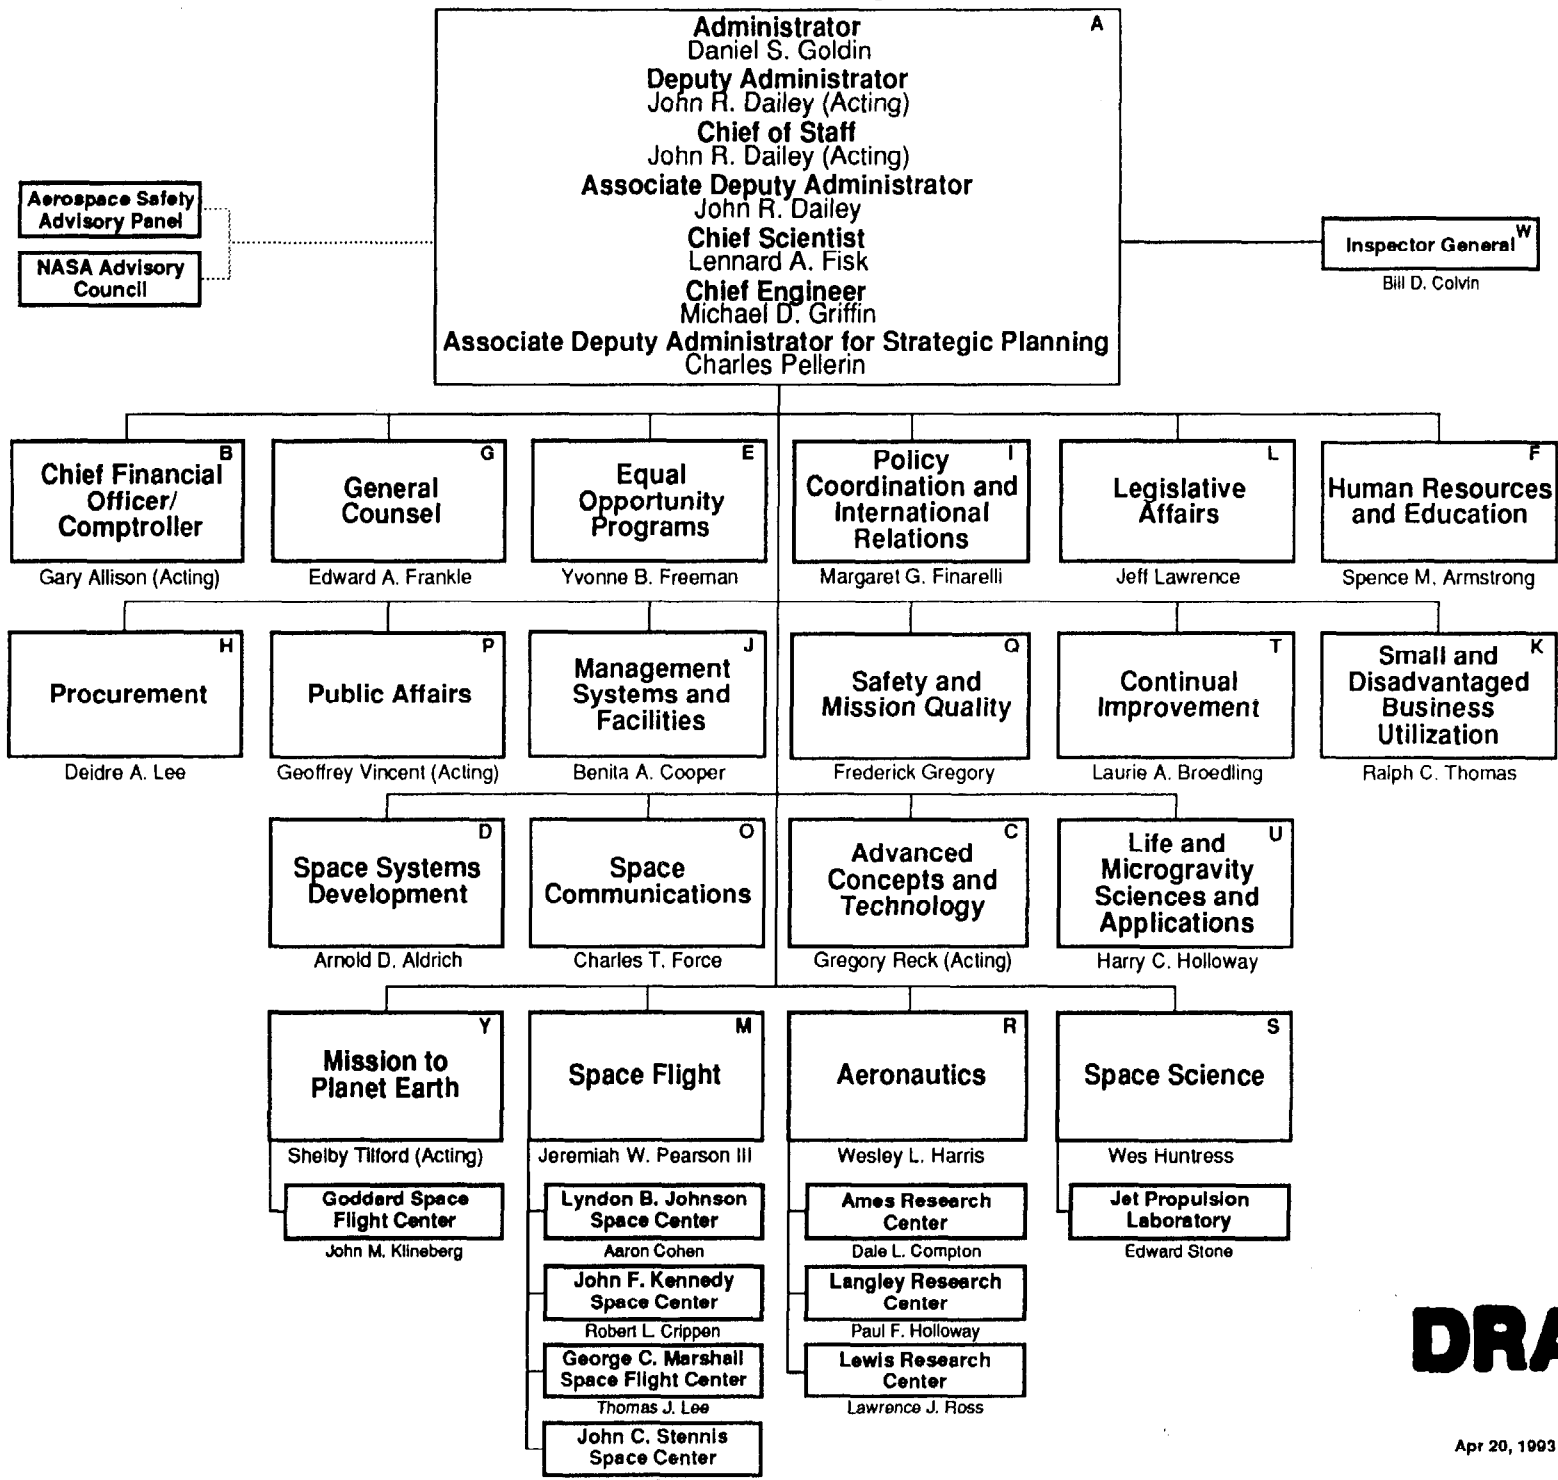 A
Administrator
Daniel S. Goldin
Deputy Administrator
John R. Dailey (Acting)
Chief of Staff
John R. Dailey (Acting)
Associate Deputy Administrator
John R. Dailey
Chief Scientist
Lennard A. Fisk
Chief Engineer
Michael D. Griffin
Associate Deputy Administrator for Strategic Planning
Charles Pellerin
Aerospace Safety
Advisory Panel
NASA Advisory
Council
W
Inspector General
Bill D. Colvin
B
Chief Financial
Officer/
Comptroller
Gary Allison (Acting)
G
General
Counsel
Edward A. Frankle
E
Equal
Opportunity
Programs
Yvonne B. Freeman
I
Policy
Coordination and
International
Relations
Margaret G. Finarelli
L
Legislative
Affairs
Jeff Lawrence
F
Human Resources
and Education
Spence M. Armstrong
H
Procurement
Deidre A. Lee
P
Public Affairs
Geoffrey Vincent (Acting)
J
Management
Systems and
Facilities
Benita A. Cooper
Q
Safety and
Mission Quality
Frederick Gregory
T
Continual
Improvement
Laurie A. Broedling
K
Small and
Disadvantaged
Business
Utilization
Ralph C. Thomas
D
Space Systems
Development
Arnold D. Aldrich
O
Space
Communications
Charles T. Force
C
Advanced
Concepts and
Technology
Gregory Reck (Acting)
U
Life and
Microgravity
Sciences and
Applications
Harry C. Holloway
Y
Mission to
Planet Earth
Shelby Tilford (Acting)
Goddard Space
Flight Center
John M. Klineberg
M
Space Flight
Jeremiah W. Pearson III
Lyndon B. Johnson
Space Center
Aaron Cohen
John F. Kennedy
Space Center
Robert L. Crippen
George C. Marshall
Space Flight Center
Thomas J. Lee
John C. Stennis
Space Center
R
Aeronautics
Wesley L. Harris
Ames Research
Center
Dale L. Compton
Langley Research
Center
Paul F. Holloway
Lewis Research
Center
Lawrence J. Ross
S
Space Science
Wes Huntress
Jet Propulsion
Laboratory
Edward Stone
DRA
Apr 20, 1993